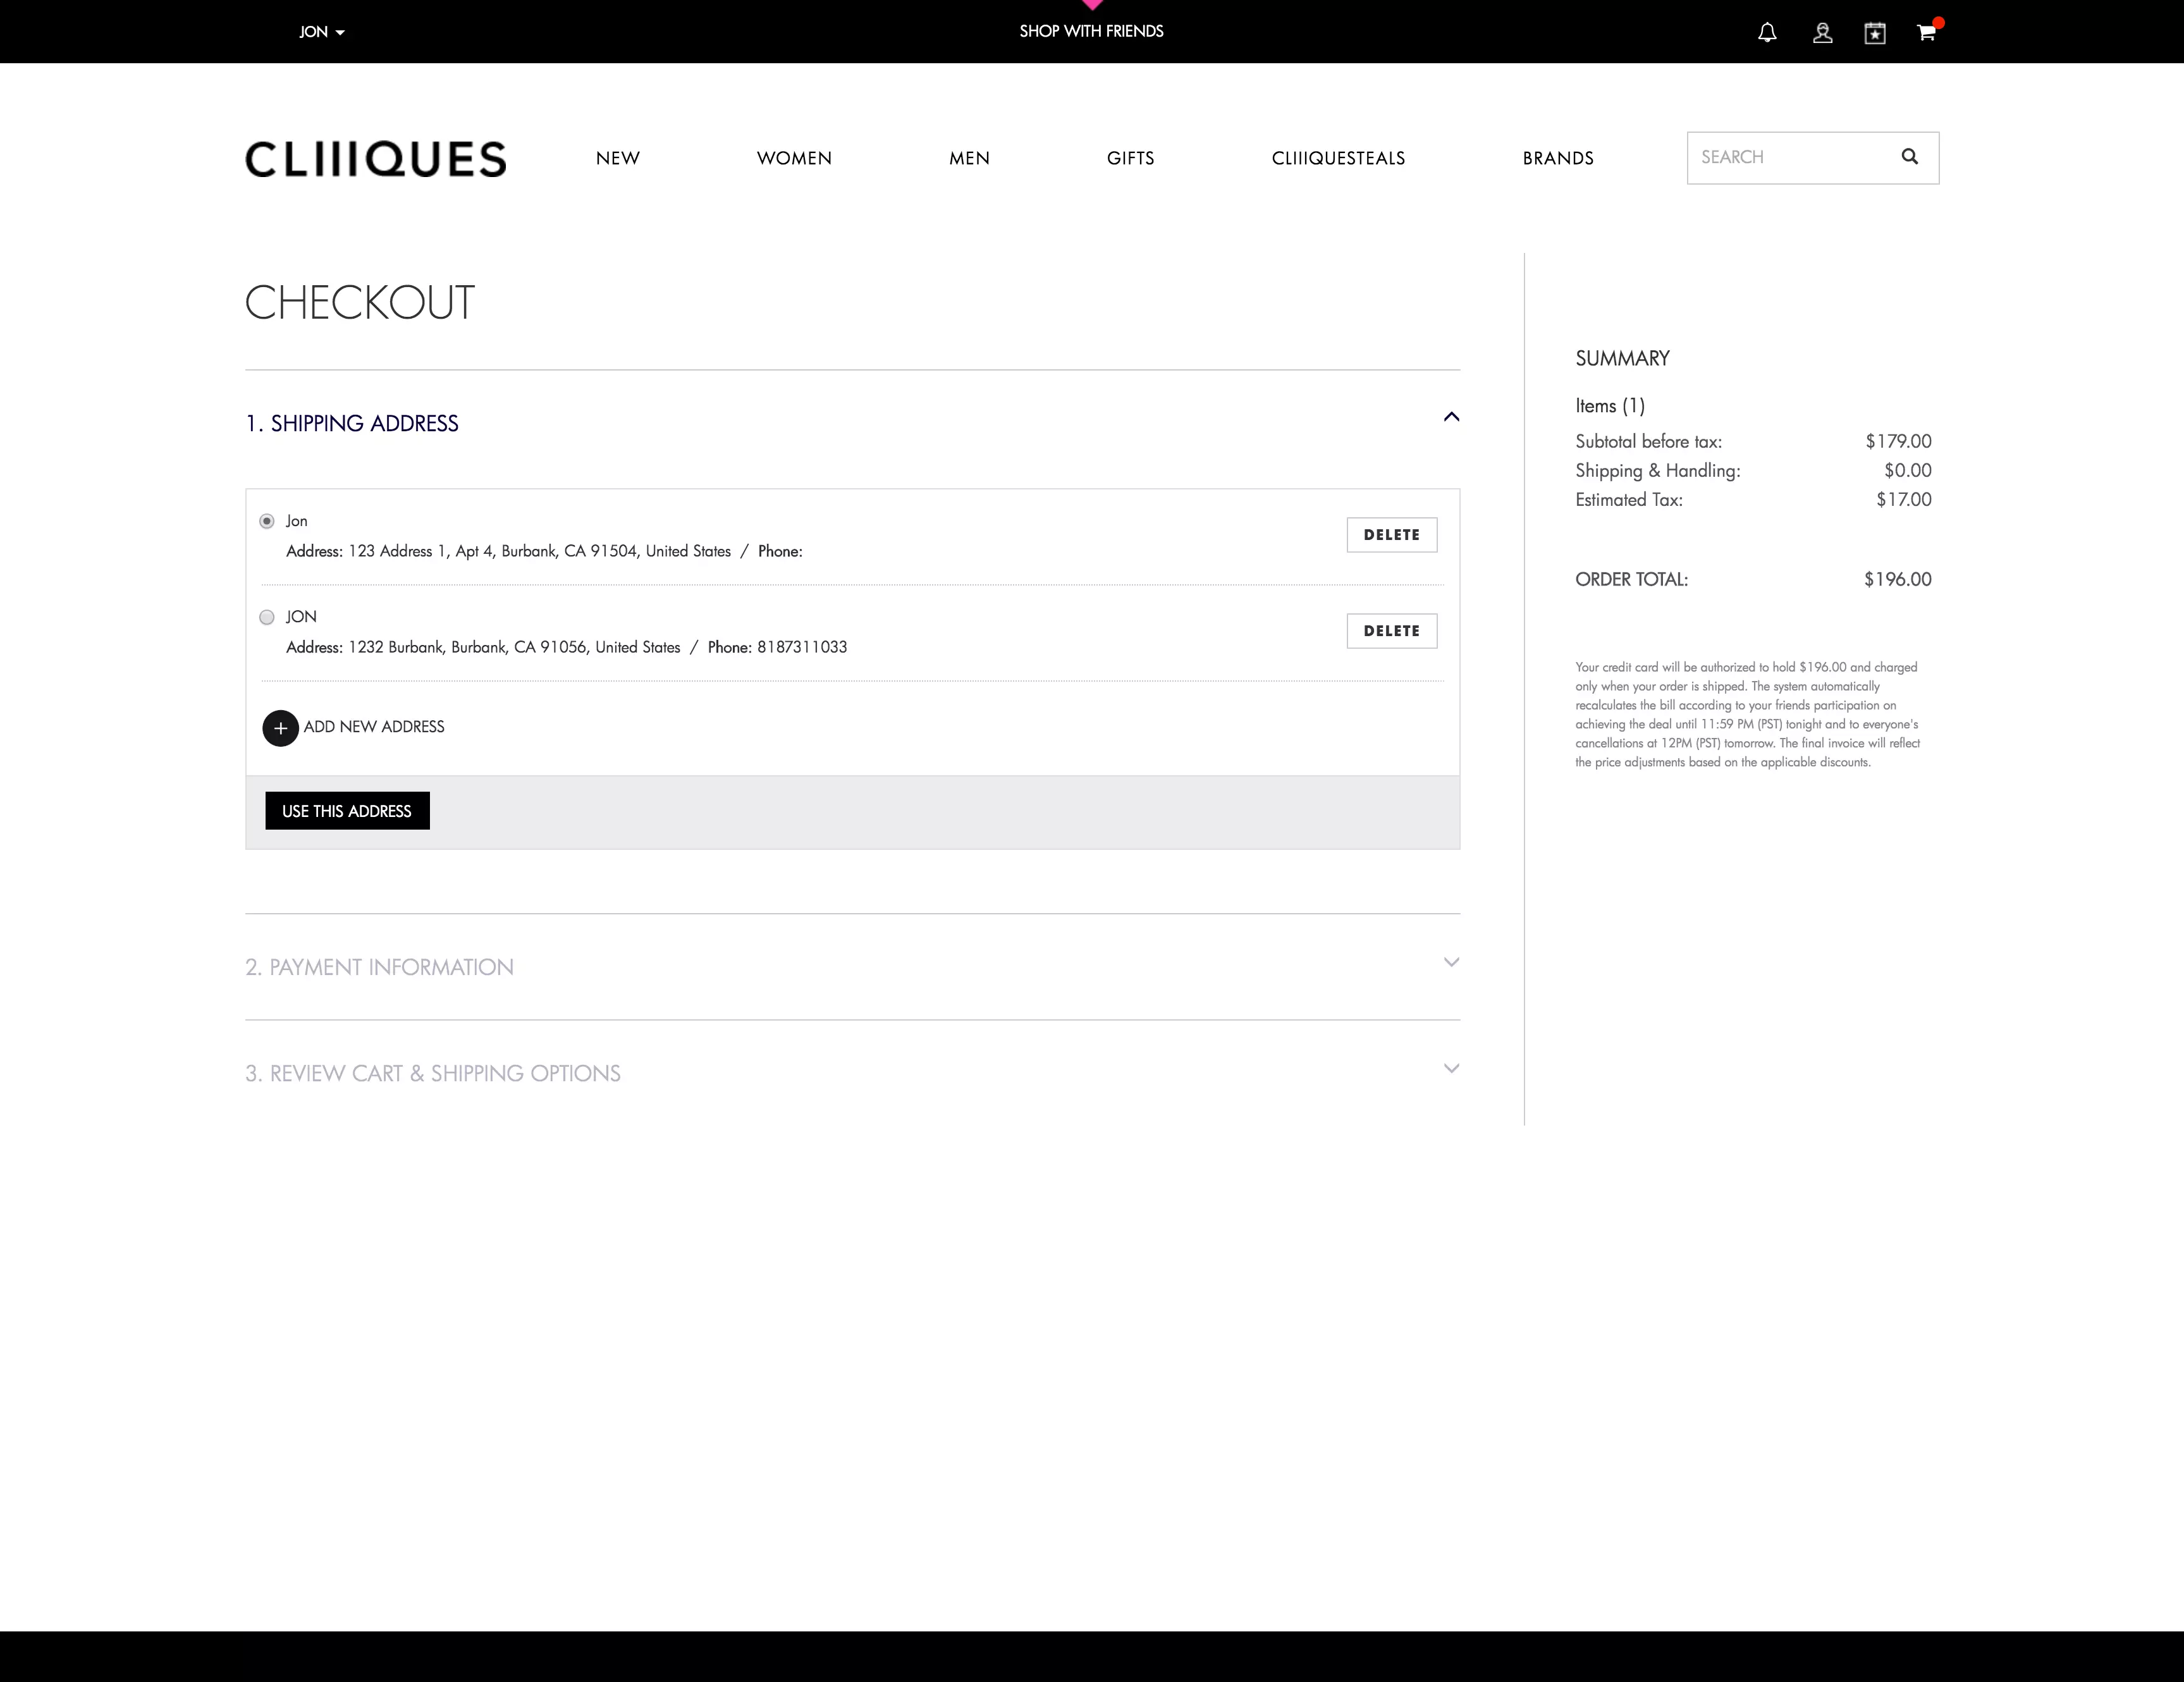 JON
SHOP WITH FRIENDS
CLIIIQUES
NEW
WOMEN
MEN
GIFTS
CLIIIQUESTEALS
BRANDS
SEARCH
CHECKOUT
1. SHIPPING ADDRESS
Jon
Address: 123 Address 1, Apt 4, Burbank, CA 91504, United States / Phone:
DELETE
JON
Address: 1232 Burbank, Burbank, CA 91056, United States / Phone: 8187311033
DELETE
+ ADD NEW ADDRESS
USE THIS ADDRESS
2. PAYMENT INFORMATION
3. REVIEW CART & SHIPPING OPTIONS
SUMMARY
Items (1)
Subtotal before tax: $179.00
Shipping & Handling: $0.00
Estimated Tax: $17.00
ORDER TOTAL: $196.00
Your credit card will be authorized to hold $196.00 and charged
only when your order is shipped. The system automatically
recalculates the bill according to your friends participation on
achieving the deal until 11:59 PM (PST) tonight and to everyone's
cancellations at 12PM (PST) tomorrow. The final invoice will reflect
the price adjustments based on the applicable discounts.